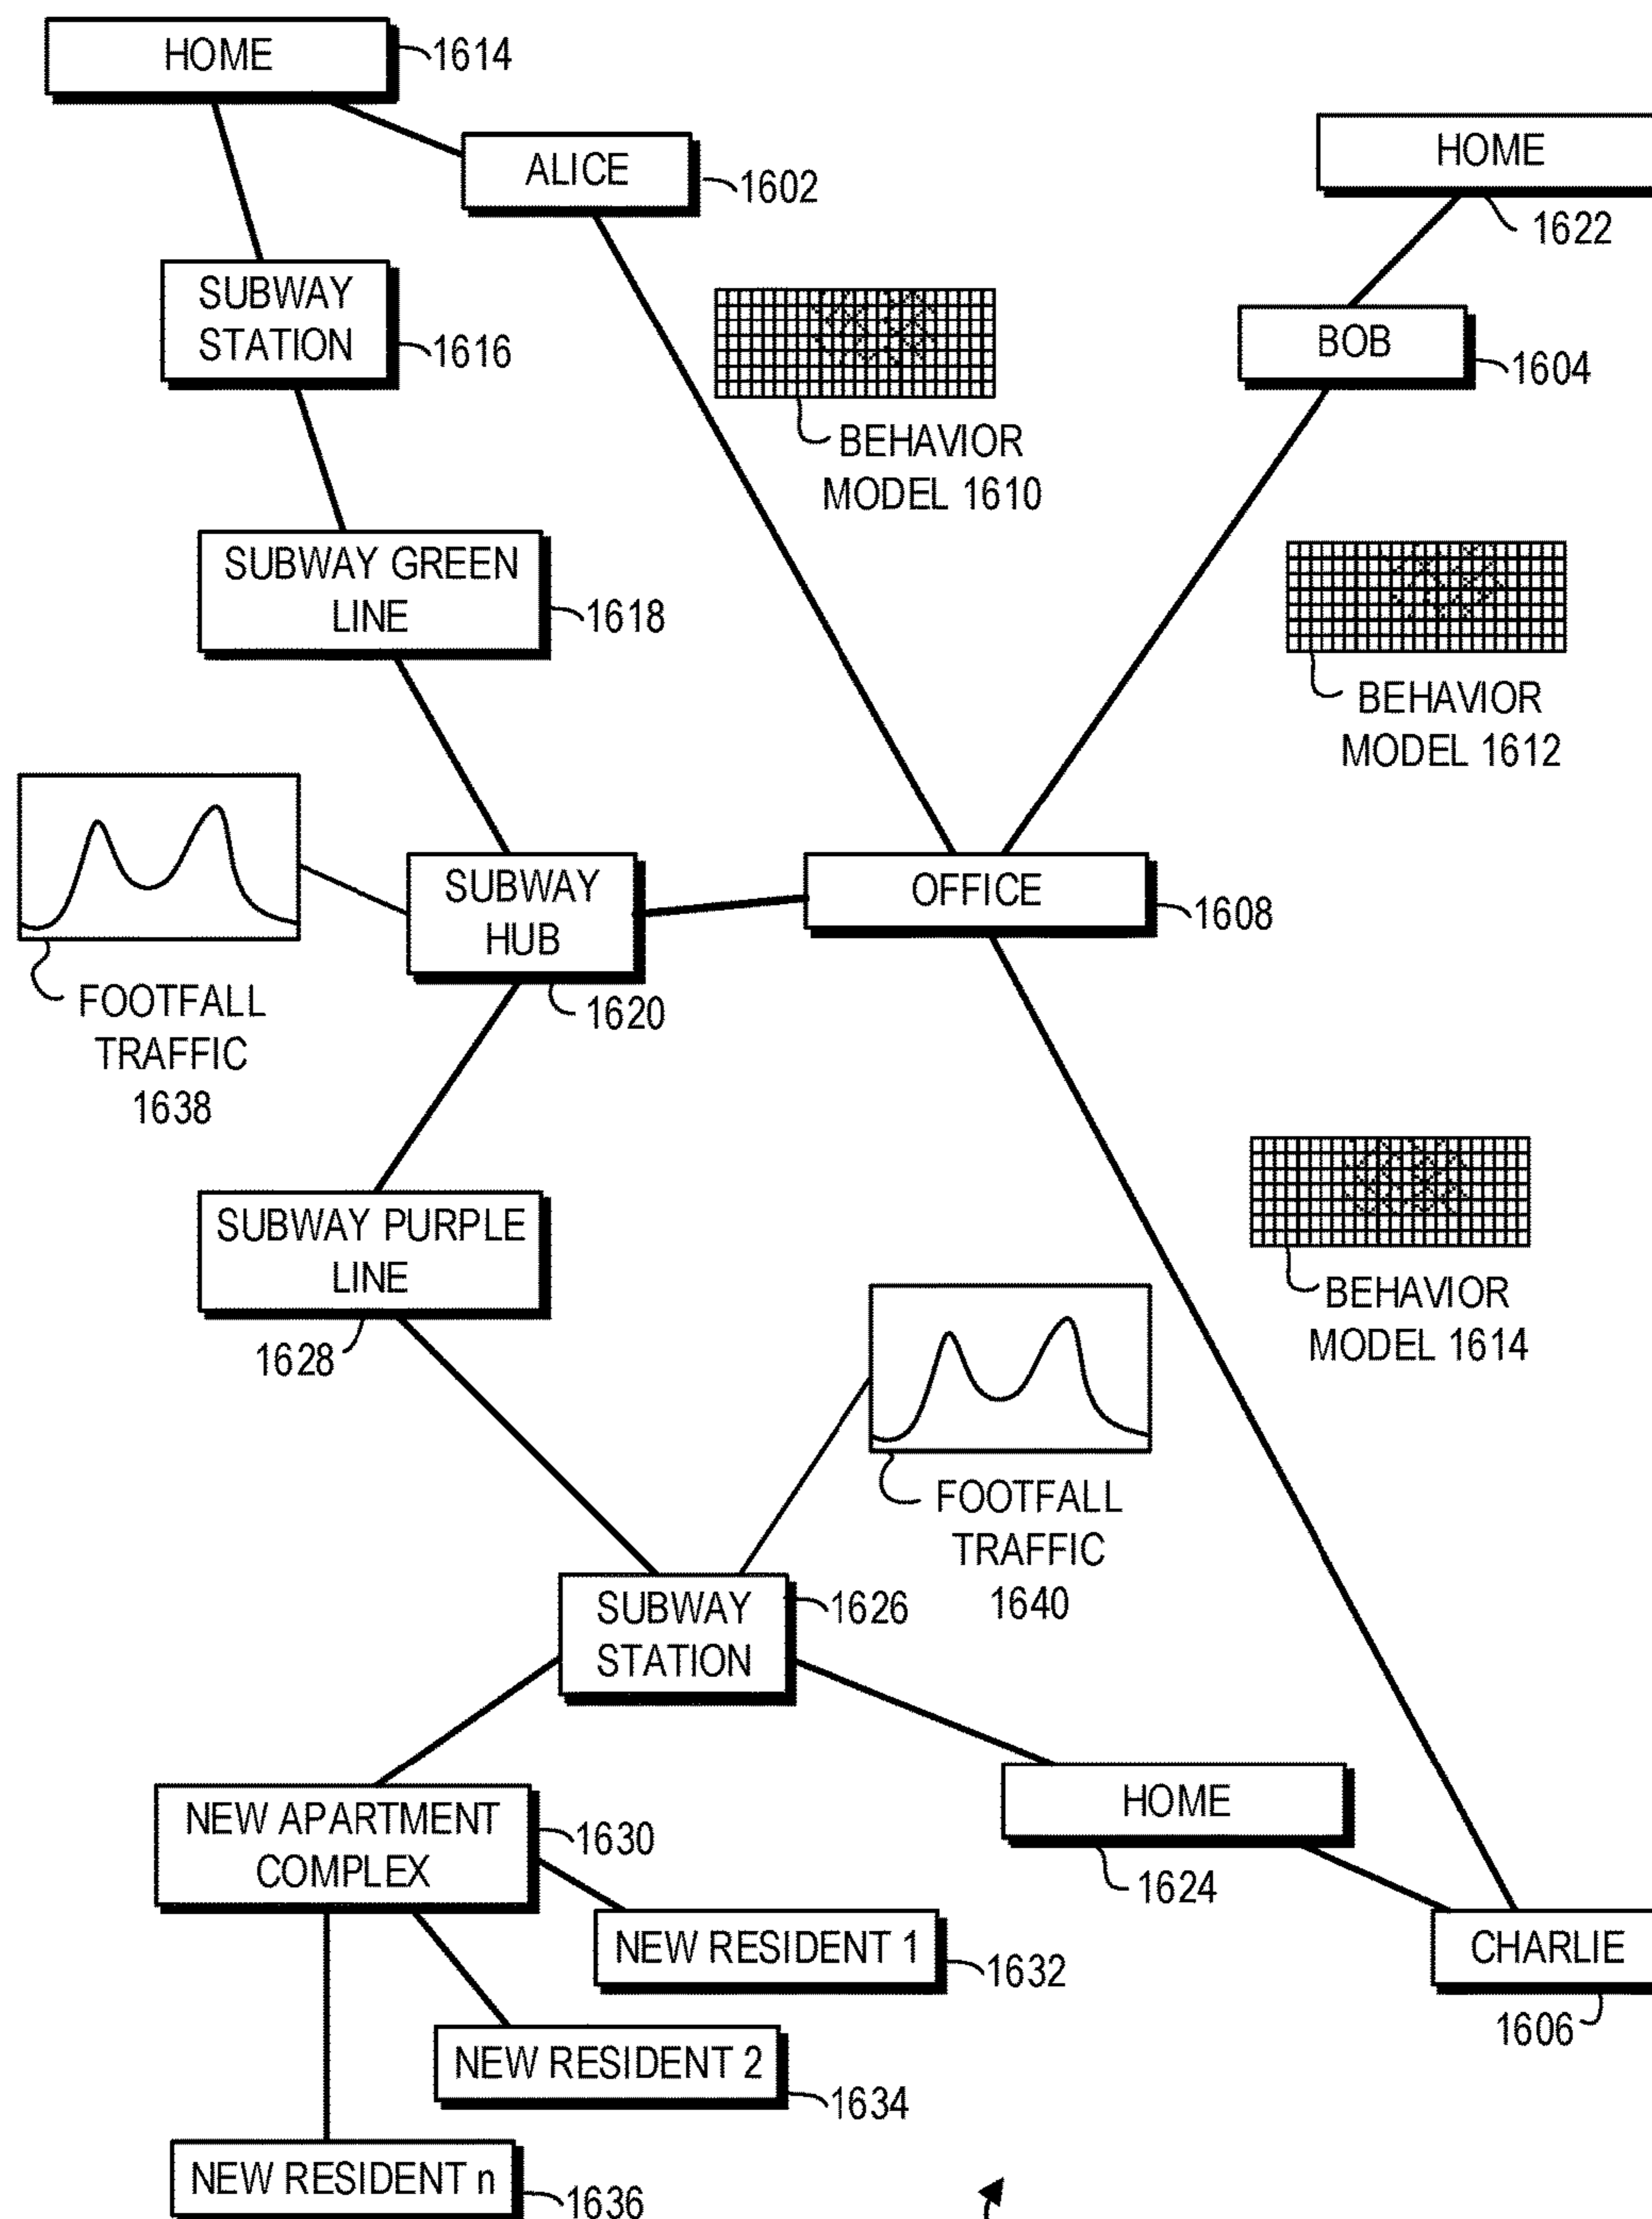 HOME
1614
ALICE
1602
HOME
1622
SUBWAY
STATION
1616
BOB
1604
BEHAVIOR
MODEL 1610
SUBWAY GREEN
LINE
1618
BEHAVIOR
MODEL 1612
SUBWAY
HUB
1620
OFFICE
1608
FOOTFALL
TRAFFIC
1638
SUBWAY PURPLE
LINE
1628
BEHAVIOR
MODEL 1614
FOOTFALL
TRAFFIC
1640
SUBWAY
STATION
1626
NEW APARTMENT
COMPLEX
1630
HOME
1624
NEW RESIDENT 1
1632
CHARLIE
1606
NEW RESIDENT 2
1634
NEW RESIDENT n
1636